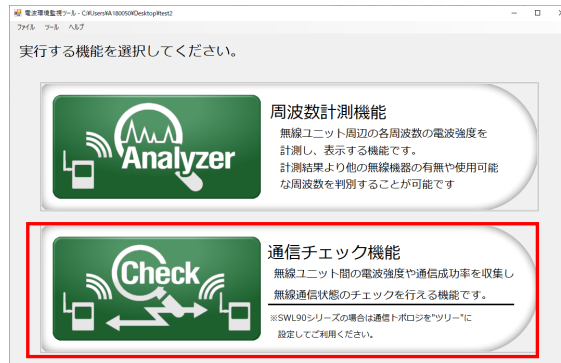 電波環境監視ツール - C:¥Users¥A180050¥Desktop¥test2
ファイル ツール ヘルプ
実行する機能を選択してください。
Analyzer
周波数計測機能
無線ユニット周辺の各周波数の電波強度を
計測し、表示する機能です。
計測結果より他の無線機器の有無や使用可能
な周波数を判別することが可能です
Check
通信チェック機能
無線ユニット間の電波強度や通信成功率を収集し
無線通信状態のチェックを行える機能です。
※SWL90シリーズの場合は通信トポロジを"ツリー"に
設定してご利用ください。